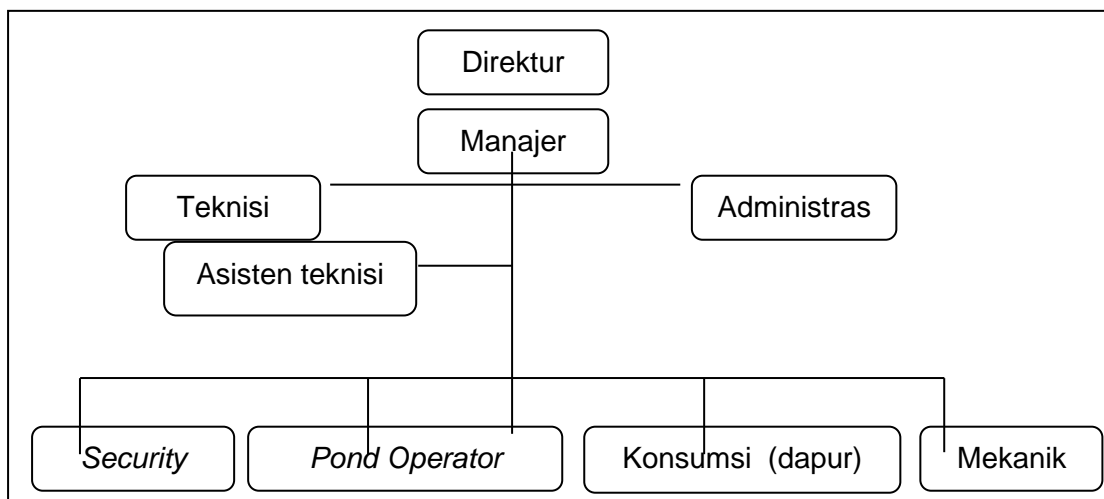 Direktur
Manajer
Teknisi
Administras
Asisten teknisi
Security
Pond Operator
Konsumsi (dapur)
Mekanik